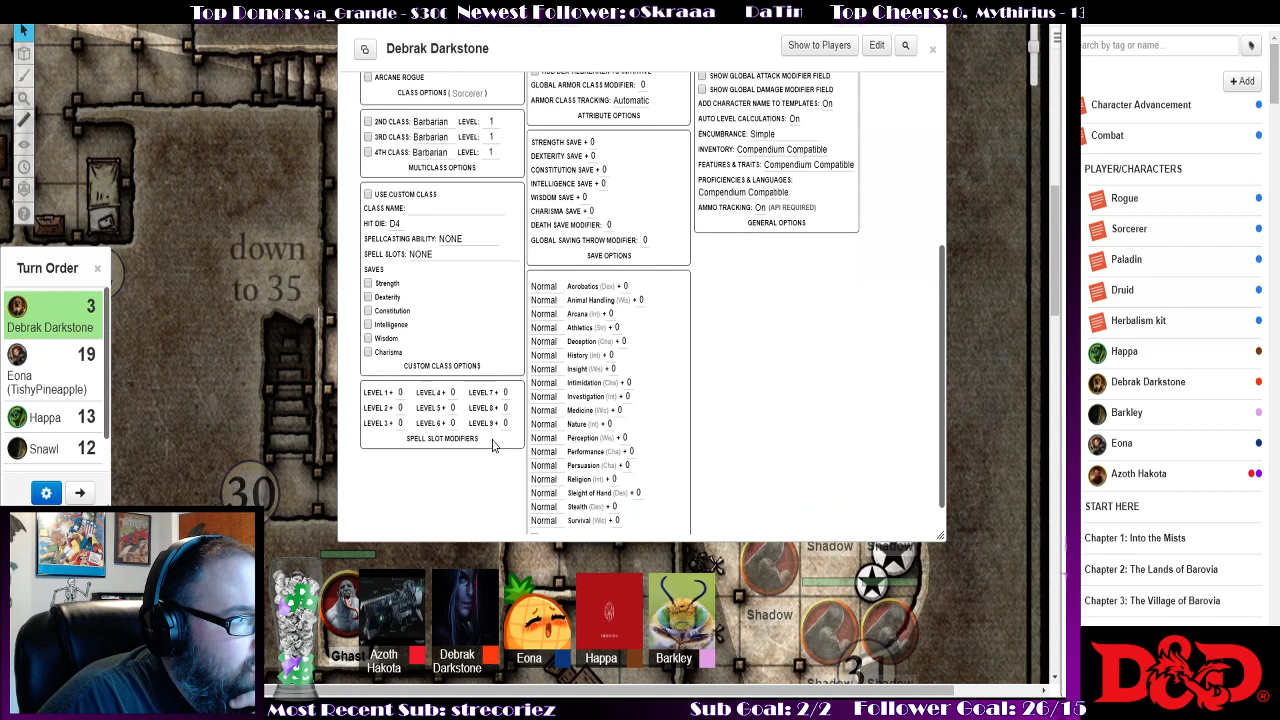 Top Donors: a_Grande - $300 Newest Follower: 0Skraaa DaTir Top Cheers: 0, Mythirius - 13
Debrak Darkstone
Show to Players
Edit
ARCANE ROGUE
CLASS OPTIONS ( Sorcerer )
2ND CLASS: Barbarian LEVEL: 1
3RD CLASS: Barbarian LEVEL: 1
4TH CLASS: Barbarian LEVEL: 1
MULTICLASS OPTIONS
USE CUSTOM CLASS
CLASS NAME:
HIT DIE: D4
SPELLCASTING ABILITY: NONE
SPELL SLOTS: NONE
SAVES
Strength
Dexterity
Constitution
Intelligence
Wisdom
Charisma
CUSTOM CLASS OPTIONS
LEVEL 1 + 0 LEVEL 4 + 0 LEVEL 7 + 0
LEVEL 2 + 0 LEVEL 5 + 0 LEVEL 8 + 0
LEVEL 3 + 0 LEVEL 6 + 0 LEVEL 9 + 0
SPELL SLOT MODIFIERS
GLOBAL ARMOR CLASS MODIFIER: 0
ARMOR CLASS TRACKING: Automatic
ATTRIBUTE OPTIONS
STRENGTH SAVE + 0
DEXTERITY SAVE + 0
CONSTITUTION SAVE + 0
INTELLIGENCE SAVE + 0
WISDOM SAVE + 0
CHARISMA SAVE + 0
DEATH SAVE MODIFIER: 0
GLOBAL SAVING THROW MODIFIER: 0
SAVE OPTIONS
Normal Acrobatics (Dex) + 0
Normal Animal Handling (Wis) + 0
Normal Arcana (Int) + 0
Normal Athletics (Str) + 0
Normal Deception (Cha) + 0
Normal History (Int) + 0
Normal Insight (Wis) + 0
Normal Intimidation (Cha) + 0
Normal Investigation (Int) + 0
Normal Medicine (Wis) + 0
Normal Nature (Int) + 0
Normal Perception (Wis) + 0
Normal Performance (Cha) + 0
Normal Persuasion (Cha) + 0
Normal Religion (Int) + 0
Normal Sleight of Hand (Dex) + 0
Normal Stealth (Dex) + 0
Normal Survival (Wis) + 0
SHOW GLOBAL ATTACK MODIFIER FIELD
SHOW GLOBAL DAMAGE MODIFIER FIELD
ADD CHARACTER NAME TO TEMPLATES: On
AUTO LEVEL CALCULATIONS: On
ENCUMBRANCE: Simple
INVENTORY: Compendium Compatible
FEATURES & TRAITS: Compendium Compatible
PROFICIENCIES & LANGUAGES:
Compendium Compatible
AMMO TRACKING: On (API REQUIRED)
GENERAL OPTIONS
earch by tag or name...
+ Add
Character Advancement
Combat
PLAYER/CHARACTERS
Rogue
Sorcerer
Paladin
Druid
Herbalism kit
Happa
Debrak Darkstone
Barkley
Eona
Azoth Hakota
START HERE
Chapter 1: Into the Mists
Chapter 2: The Lands of Barovia
Chapter 3: The Village of Barovia
down
to 35
30
Turn Order
3
Debrak Darkstone
19
Eona
(TishyPineapple)
Happa 13
Snawl 12
Shadow
Shadow
Shadow
Ghast
Azoth
Hakota
Debrak
Darkstone
Eona
Happa
Barkley
D&D
Most Recent Sub: strecoriez Sub Goal: 2/2 Follower Goal: 26/15